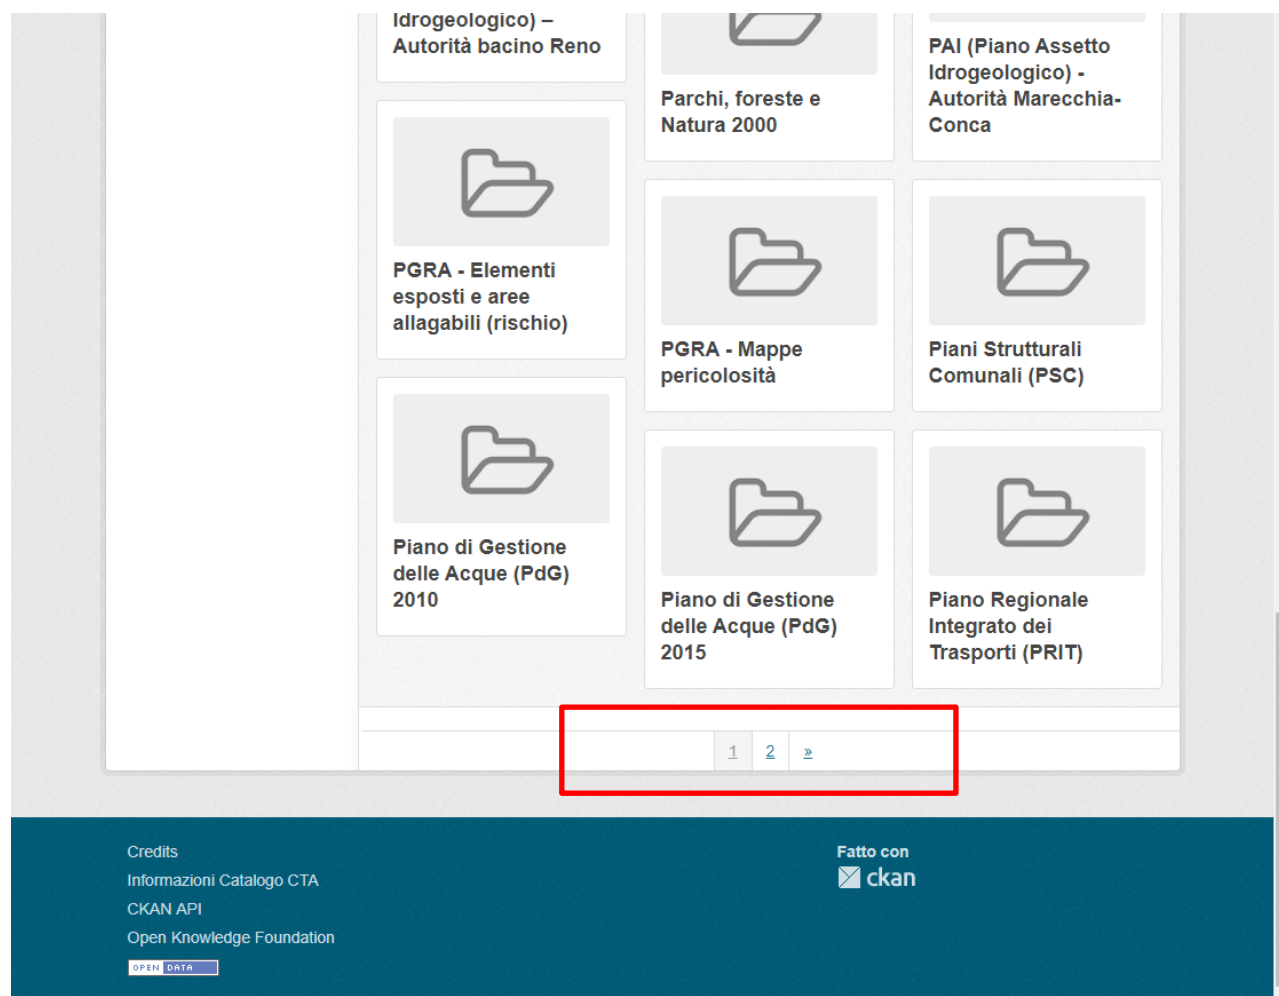 Idrogeologico) –
Autorità bacino Reno
Parchi, foreste e
Natura 2000
PAI (Piano Assetto
Idrogeologico) -
Autorità Marecchia-
Conca
PGRA - Elementi
esposti e aree
allagabili (rischio)
PGRA - Mappe
pericolosità
Piani Strutturali
Comunali (PSC)
Piano di Gestione
delle Acque (PdG)
2010
Piano di Gestione
delle Acque (PdG)
2015
Piano Regionale
Integrato dei
Trasporti (PRIT)
1 2 »
Credits
Informazioni Catalogo CTA
CKAN API
Open Knowledge Foundation
OPEN DATA
Fatto con
ckan